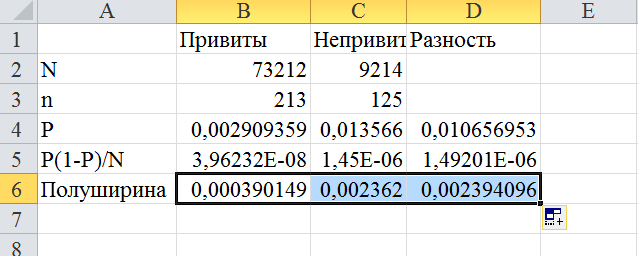 A B C D E
1 Привиты Непривит Разность
2 N 73212 9214
3 n 213 125
4 P 0,002909359 0,013566 0,010656953
5 P(1-P)/N 3,96232E-08 1,45E-06 1,49201E-06
6 Полуширина 0,000390149 0,002362 0,002394096
7
8